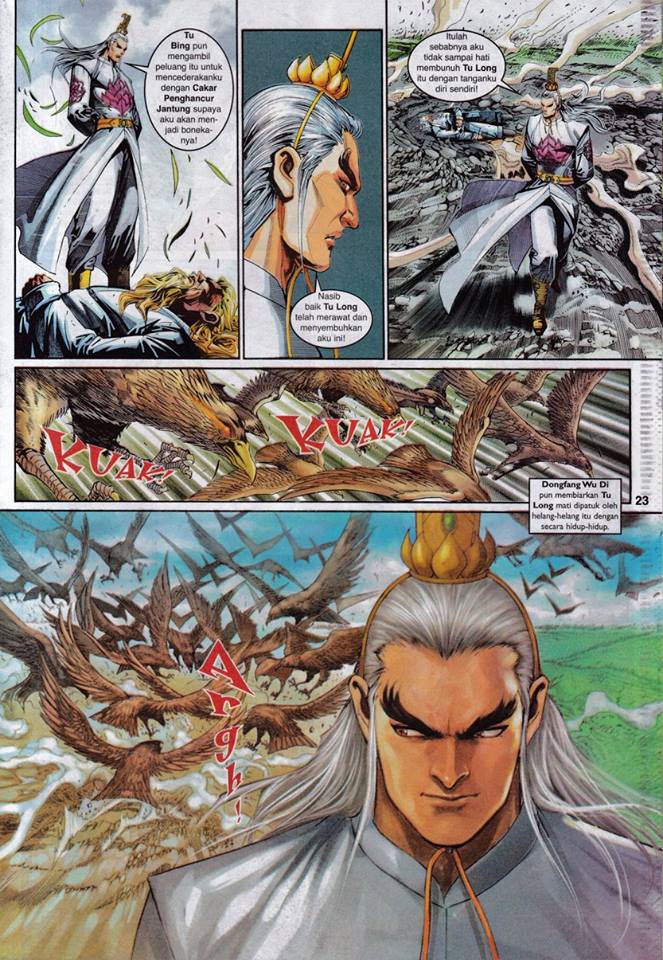 Tu
Bing pun
mengambil
peluang itu untuk
mencederakanku
dengan Cakar
Penghancur
Jantung supaya
aku akan men-
jadi boneka-
nya!
Nasib
baik Tu Long
telah merawat dan
menyembuhkan
aku ini!
Itulah
sebabnya aku
tidak sampai hati
membunuh Tu Long
itu dengan tanganku
diri sendiri!
KUAK!
KUAK!
Dongfang Wu Di
pun membiarkan Tu
Long mati dipatuk oleh
helang-helang itu dengan
secara hidup-hidup.
23
Argh!